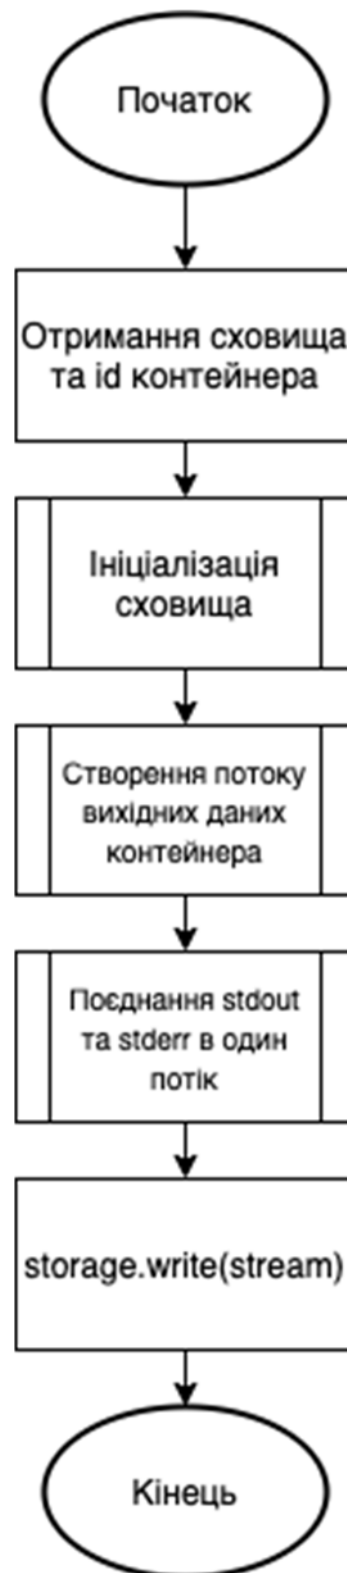 Початок
Отримання сховища
та id контейнера
Ініціалізація
сховища
Створення потоку
вихідних даних
контейнера
Поєднання stdout
та stderr в один
потік
storage.write(stream)
Кінець